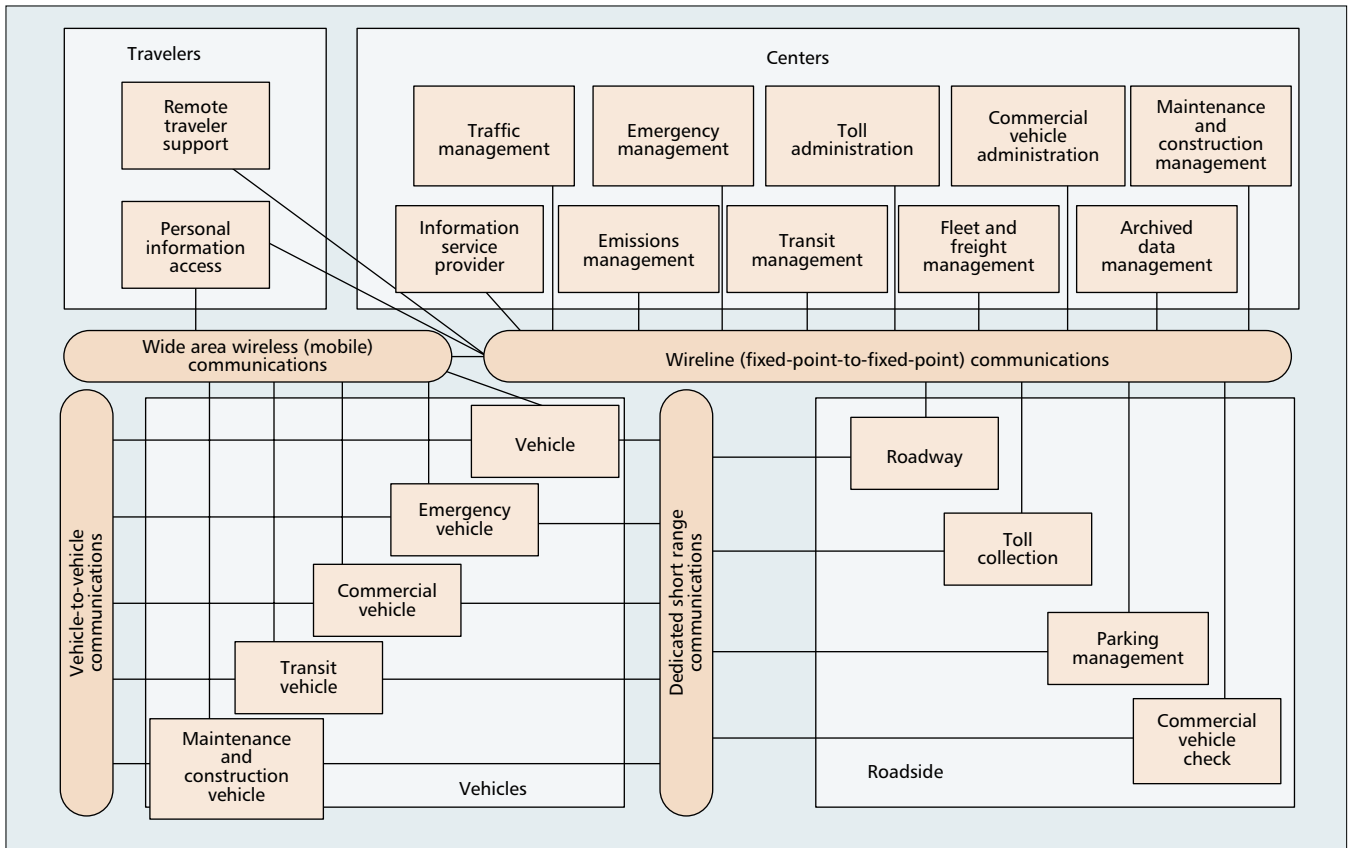 Travelers
Remote
traveler
support
Personal
information
access
Centers
Traffic
management
Emergency
management
Toll
administration
Commercial
vehicle
administration
Maintenance
and
construction
management
Information
service
provider
Emissions
management
Transit
management
Fleet and
freight
management
Archived
data
management
Wide area wireless (mobile)
communications
Wireline (fixed-point-to-fixed-point) communications
Vehicle-to-vehicle
communications
Vehicle
Emergency
vehicle
Commercial
vehicle
Transit
vehicle
Maintenance
and
construction
vehicle
Vehicles
Dedicated short range
communications
Roadway
Toll
collection
Parking
management
Commercial
vehicle
check
Roadside